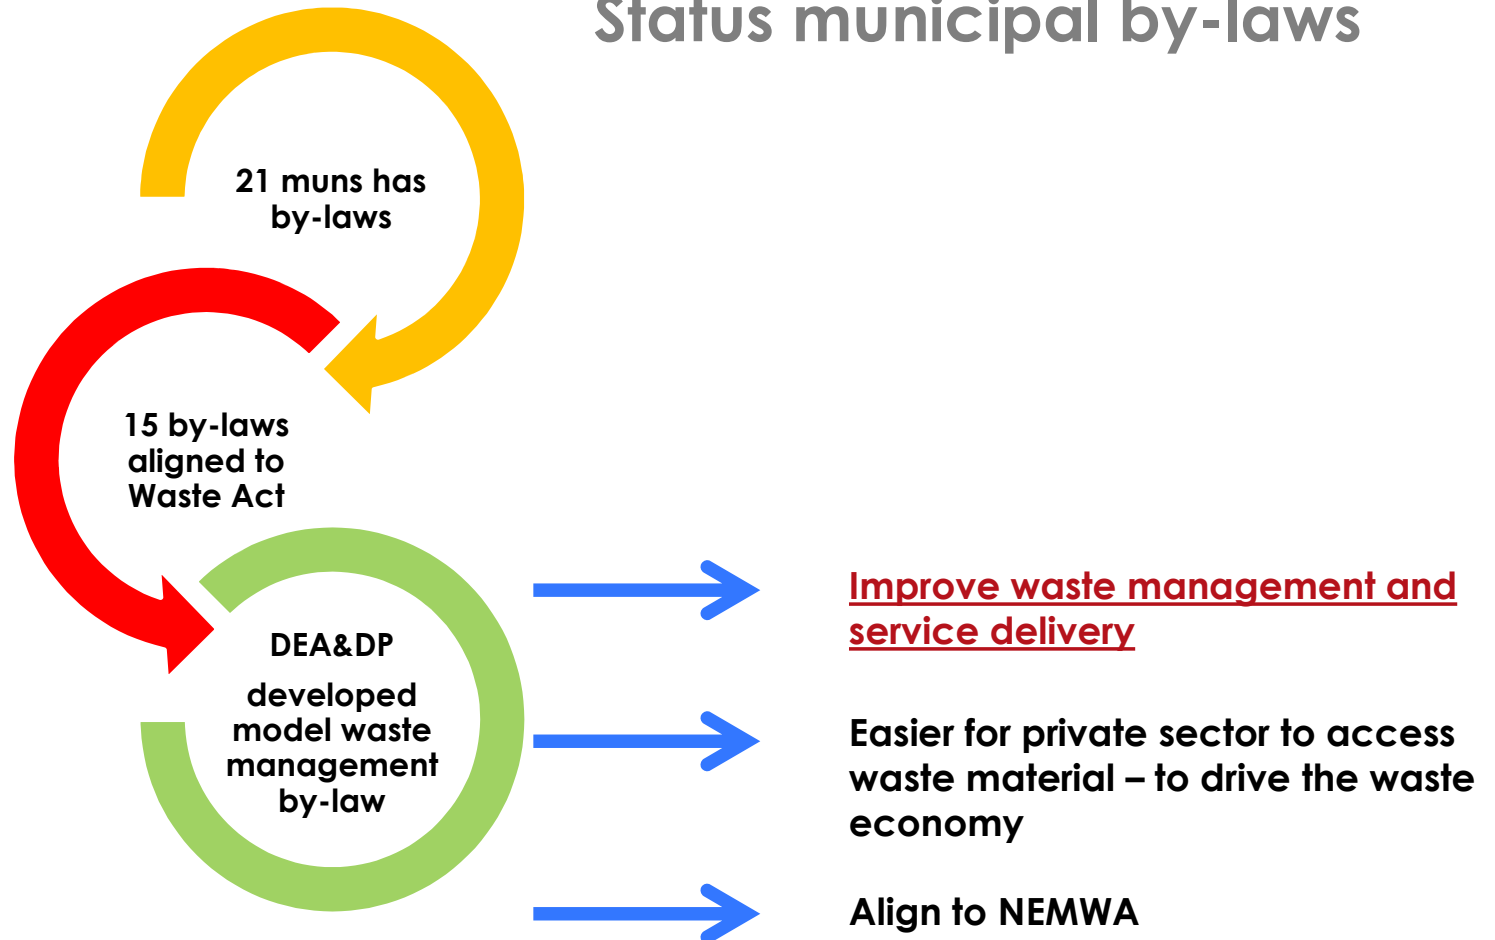 Status municipal by-laws
21 muns has
by-laws
15 by-laws
aligned to
Waste Act
DEA&DP
developed
model waste
management
by-law
Improve waste management and
service delivery
Easier for private sector to access
waste material – to drive the waste
economy
Align to NEMWA